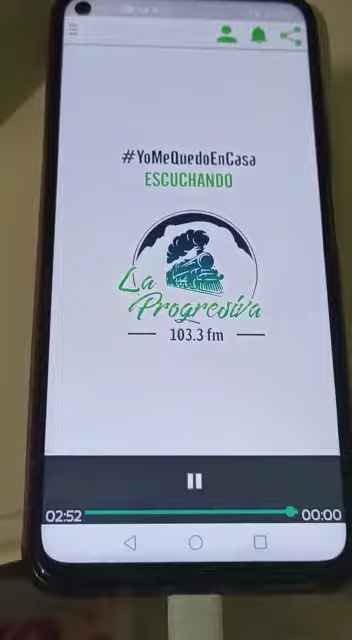 #YoMeQuedoEnCasa
ESCUCHANDO
La
Progresiva
103.3 fm
02:52 00:00